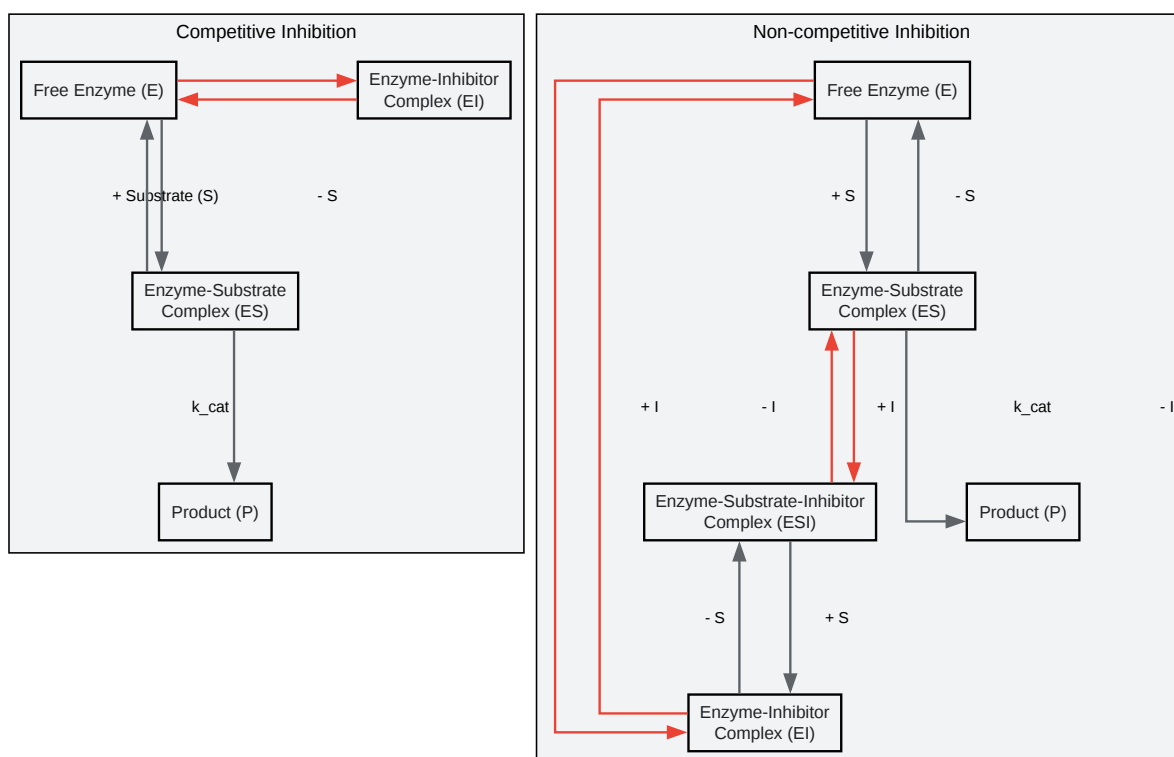 Competitive Inhibition
Free Enzyme (E)
Enzyme-Inhibitor
Complex (EI)
+ Substrate (S)
- S
Enzyme-Substrate
Complex (ES)
k_cat
Product (P)
Non-competitive Inhibition
Free Enzyme (E)
+ S
- S
Enzyme-Substrate
Complex (ES)
+ I
- I
+ I
k_cat
- I
Enzyme-Substrate-Inhibitor
Complex (ESI)
Product (P)
- S
+ S
Enzyme-Inhibitor
Complex (EI)